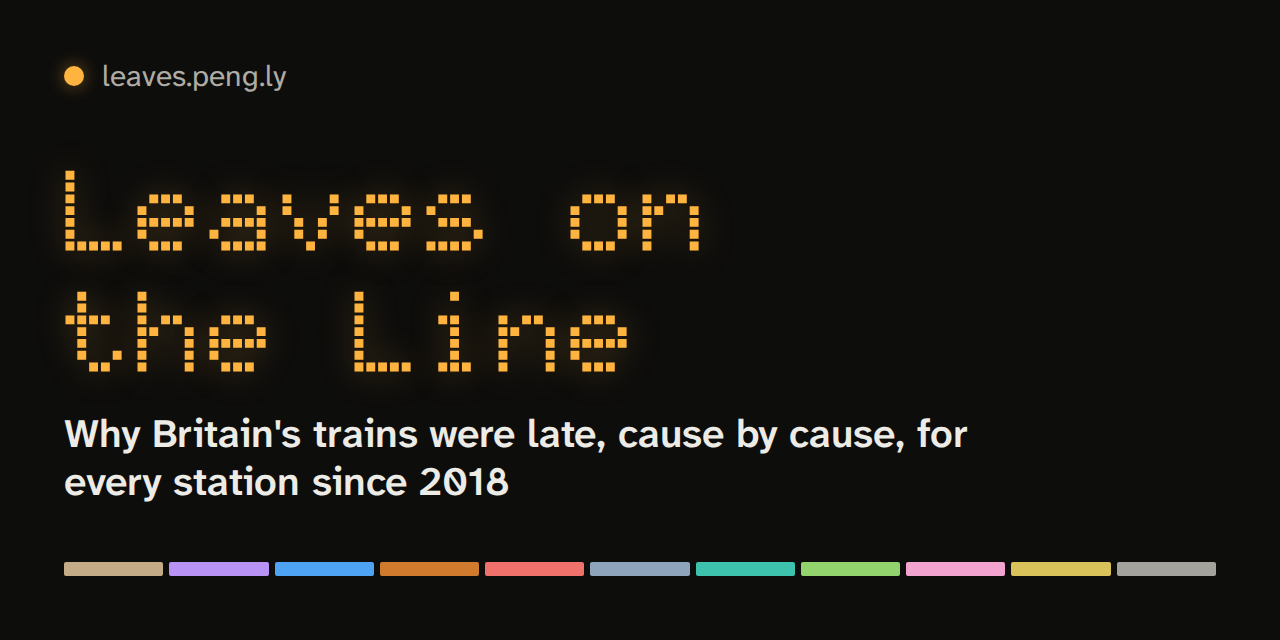 leaves.peng.ly
Leaves on
the Line
Why Britain's trains were late, cause by cause, for
every station since 2018